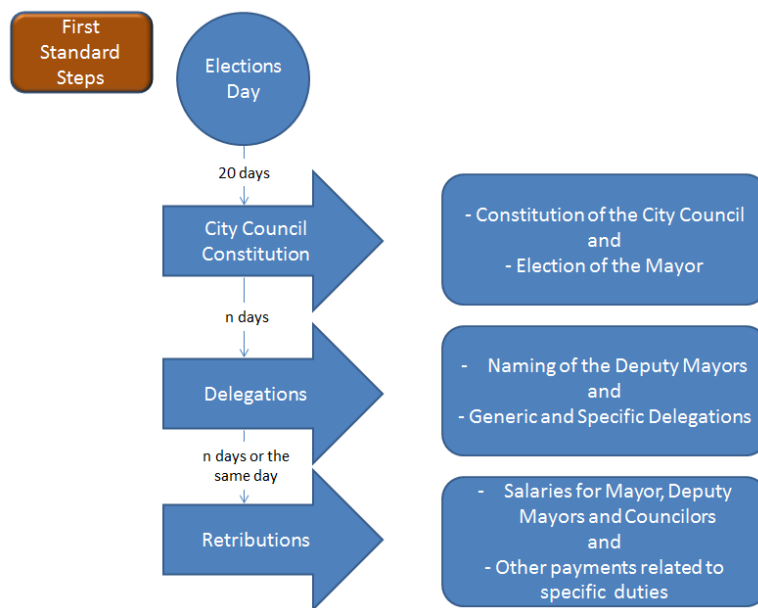 First
Standard
Steps
Elections
Day
20 days
City Council
Constitution
- Constitution of the City Council
and
- Election of the Mayor
n days
Delegations
- Naming of the Deputy Mayors
and
- Generic and Specific Delegations
n days or the
same day
Retributions
- Salaries for Mayor, Deputy
Mayors and Councilors
and
- Other payments related to
specific duties